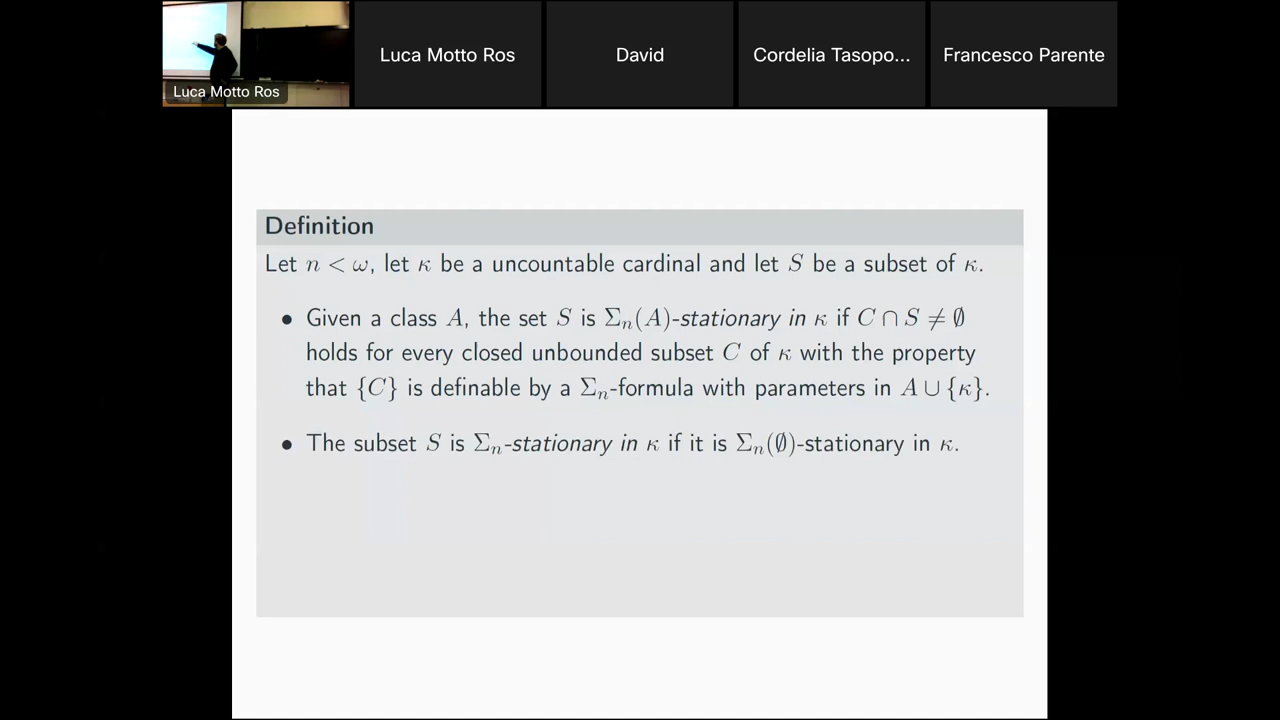 Luca Motto Ros
Luca Motto Ros
David
Cordelia Tasopo...
Francesco Parente
Definition
Let n < ω, let κ be a uncountable cardinal and let S be a subset of κ.
• Given a class A, the set S is Σₙ(A)-stationary in κ if C ∩ S ≠ ∅
holds for every closed unbounded subset C of κ with the property
that {C} is definable by a Σₙ-formula with parameters in A ∪ {κ}.
• The subset S is Σₙ-stationary in κ if it is Σₙ(∅)-stationary in κ.